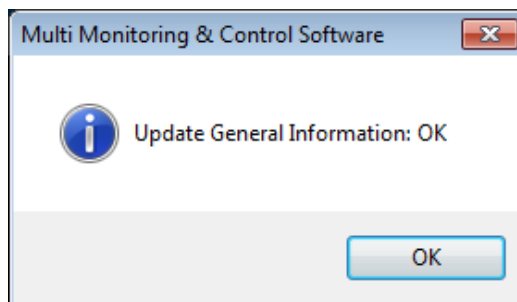 Multi Monitoring & Control Software
Update General Information: OK
OK